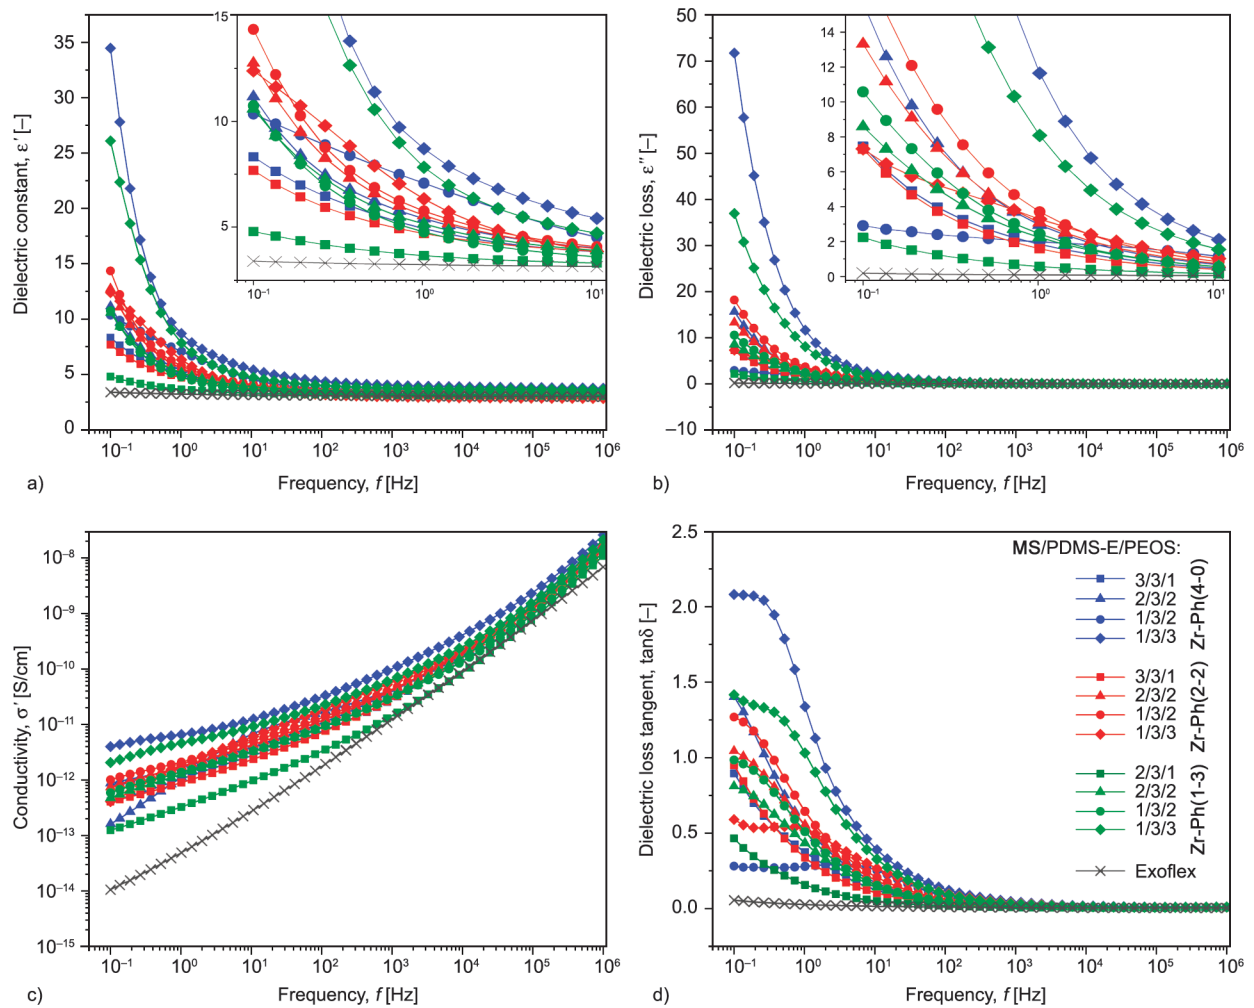 Dielectric constant, ε′ [–]
35
30
25
20
15
10
5
0
15
10
5
10⁻¹ 10⁰ 10¹
10⁻¹ 10⁰ 10¹ 10² 10³ 10⁴ 10⁵ 10⁶
a) Frequency, f [Hz]
Dielectric loss, ε″ [–]
50
70
60
50
40
30
20
10
0
–10
14
12
10
8
6
4
2
0
10⁻¹ 10⁰ 10¹
10⁻¹ 10⁰ 10¹ 10² 10³ 10⁴ 10⁵ 10⁶
b) Frequency, f [Hz]
Conductivity, σ′ [S/cm]
10⁻⁸
10⁻⁹
10⁻¹⁰
10⁻¹¹
10⁻¹²
10⁻¹³
10⁻¹⁴
10⁻¹⁵
10⁻¹ 10⁰ 10¹ 10² 10³ 10⁴ 10⁵ 10⁶
c) Frequency, f [Hz]
Dielectric loss tangent, tanδ [–]
2.5
2.0
1.5
1.0
0.5
0.0
MS/PDMS-E/PEOS:
3/3/1
2/3/2
1/3/2
1/3/3
Zr-Ph(4-0)
3/3/1
2/3/2
1/3/2
1/3/3
Zr-Ph(2-2)
2/3/1
2/3/2
1/3/2
1/3/3
Zr-Ph(1-3)
Exoflex
10⁻¹ 10⁰ 10¹ 10² 10³ 10⁴ 10⁵ 10⁶
d) Frequency, f [Hz]